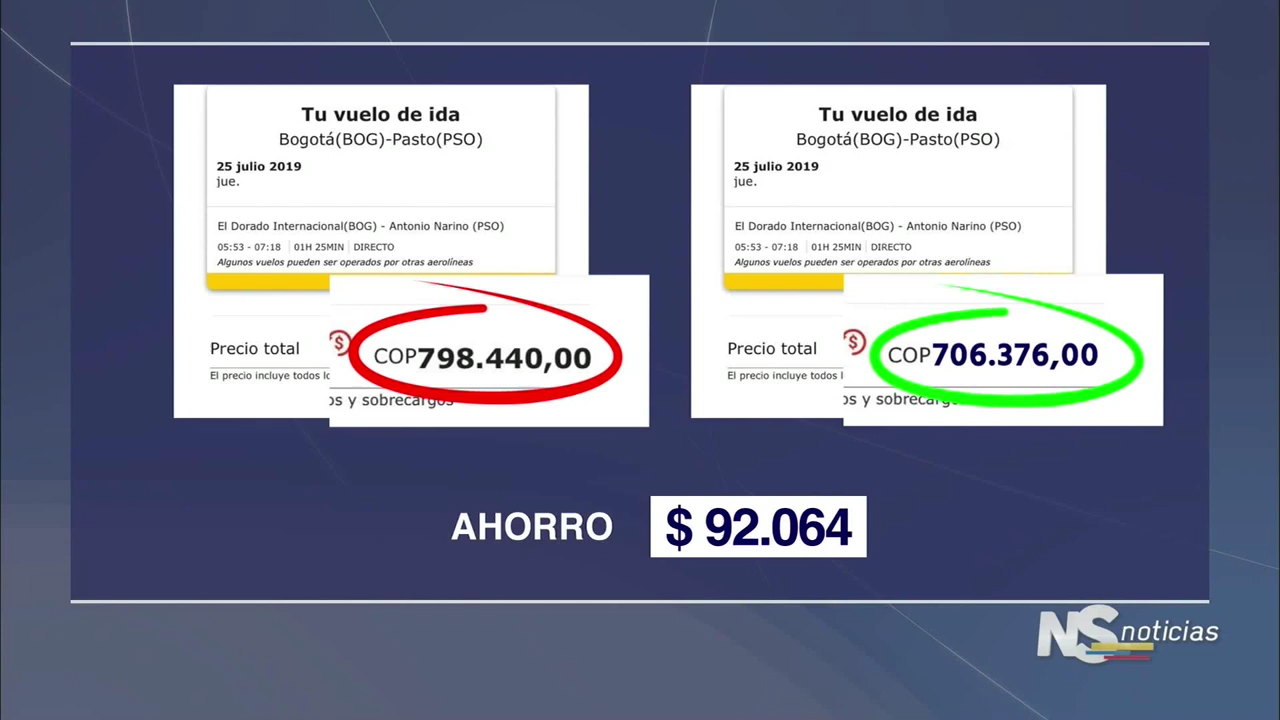 Tu vuelo de ida
Bogotá(BOG)-Pasto(PSO)
25 julio 2019
jue.
El Dorado Internacional(BOG) - Antonio Narino (PSO)
05:53 - 07:18 | 01H 25MIN | DIRECTO
Algunos vuelos pueden ser operados por otras aerolíneas
Precio total
$
COP798.440,00
El precio incluye todos lo
os y sobrecargos
Tu vuelo de ida
Bogotá(BOG)-Pasto(PSO)
25 julio 2019
jue.
El Dorado Internacional(BOG) - Antonio Narino (PSO)
05:53 - 07:18 | 01H 25MIN | DIRECTO
Algunos vuelos pueden ser operados por otras aerolíneas
Precio total
$
COP706.376,00
El precio incluye todos l
os y sobrecargo
AHORRO $ 92.064
NS noticias